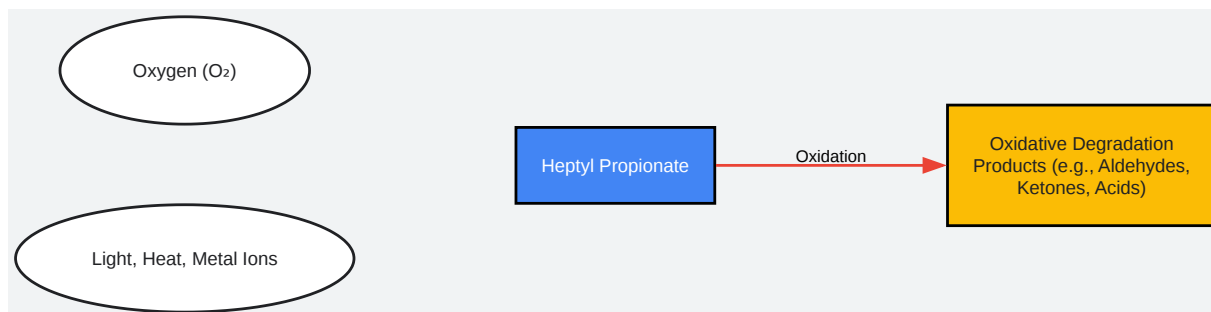 Oxygen (O₂)
Heptyl Propionate
Oxidation
Oxidative Degradation
Products (e.g., Aldehydes,
Ketones, Acids)
Light, Heat, Metal Ions